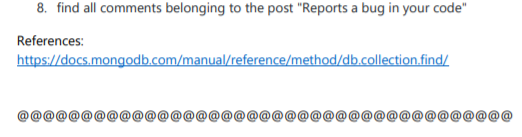 8. find all comments belonging to the post "Reports a bug in your code"
References:
https://docs.mongodb.com/manual/reference/method/db.collection.find/
@@@@@@@@@@@@@@@@@@@@@@@@@@@@@@@@@@@@@@@